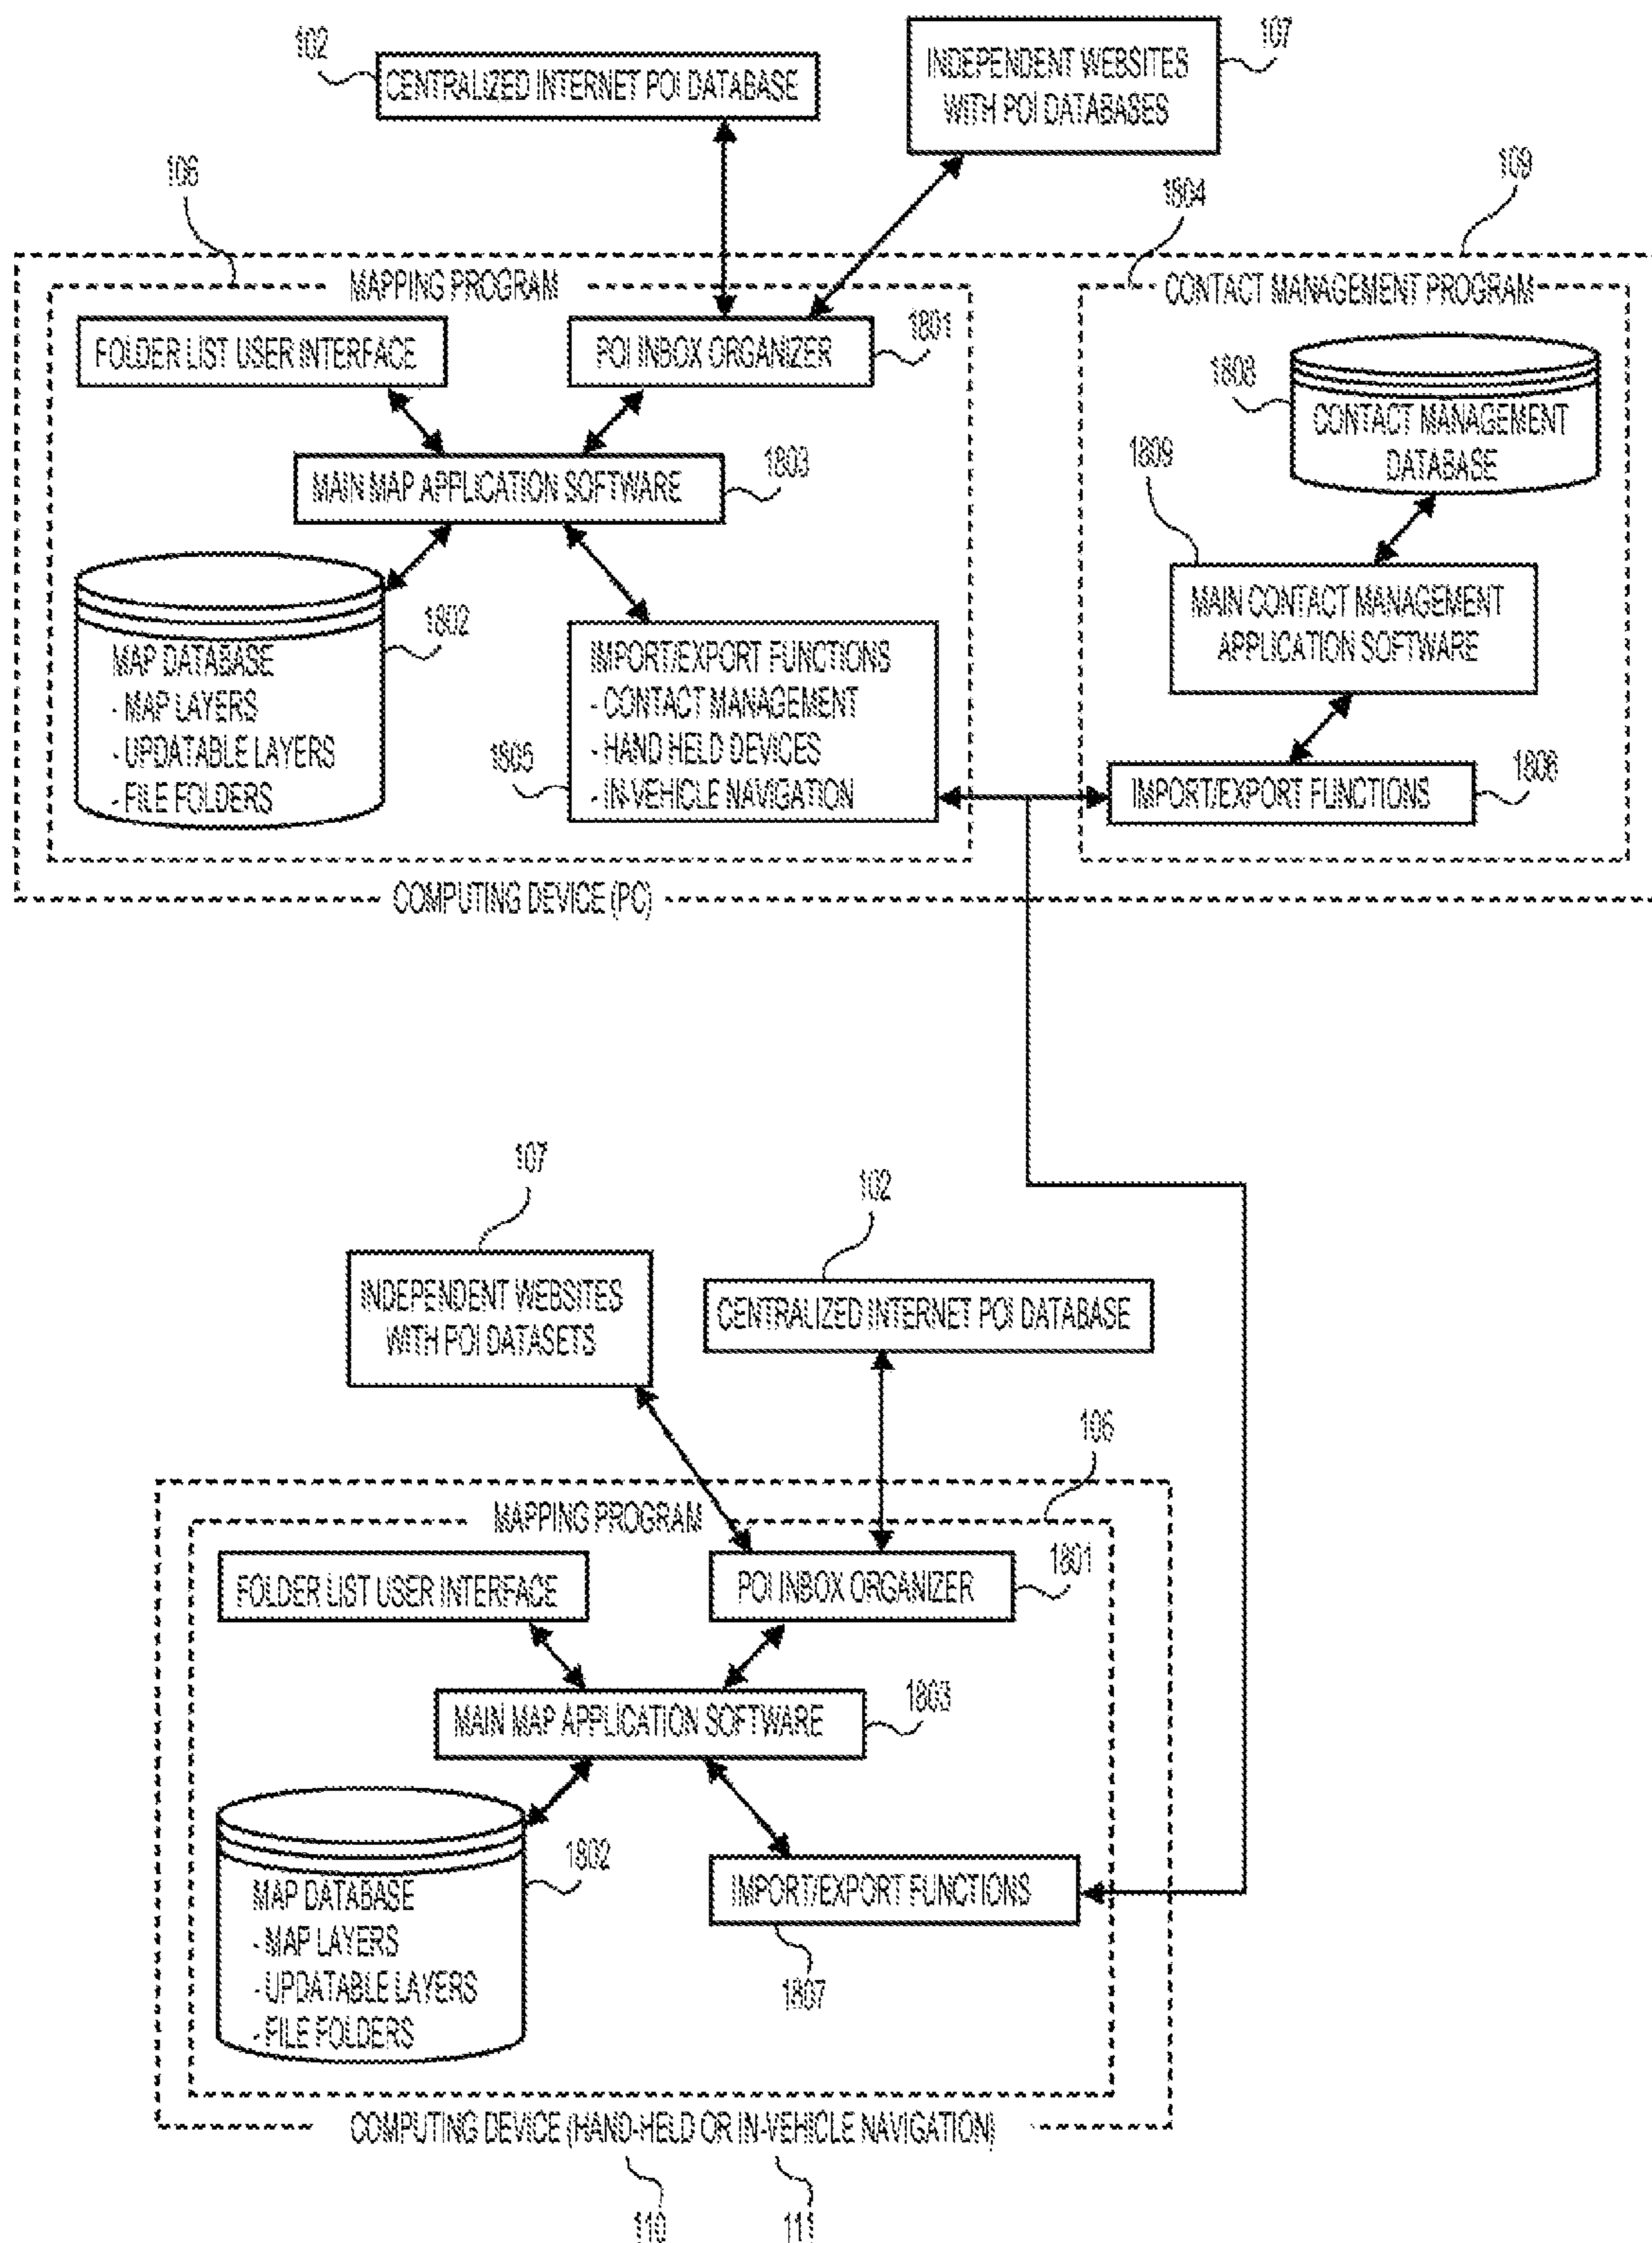 102
CENTRALIZED INTERNET POI DATABASE
INDEPENDENT WEBSITES
WITH POI DATABASES
107
106
1804
109
MAPPING PROGRAM
CONTACT MANAGEMENT PROGRAM
FOLDER LIST USER INTERFACE
POI INBOX ORGANIZER
1801
1808
CONTACT MANAGEMENT
DATABASE
MAIN MAP APPLICATION SOFTWARE
1803
1809
MAIN CONTACT MANAGEMENT
APPLICATION SOFTWARE
1802
MAP DATABASE
- MAP LAYERS
- UPDATABLE LAYERS
- FILE FOLDERS
IMPORT/EXPORT FUNCTIONS
- CONTACT MANAGEMENT
- HAND HELD DEVICES
- IN-VEHICLE NAVIGATION
1805
IMPORT/EXPORT FUNCTIONS
1806
COMPUTING DEVICE (PC)
107
102
INDEPENDENT WEBSITES
WITH POI DATASETS
CENTRALIZED INTERNET POI DATABASE
106
MAPPING PROGRAM
FOLDER LIST USER INTERFACE
POI INBOX ORGANIZER
1801
MAIN MAP APPLICATION SOFTWARE
1803
1802
MAP DATABASE
- MAP LAYERS
- UPDATABLE LAYERS
- FILE FOLDERS
IMPORT/EXPORT FUNCTIONS
1807
COMPUTING DEVICE (HAND-HELD OR IN-VEHICLE NAVIGATION)
110
111